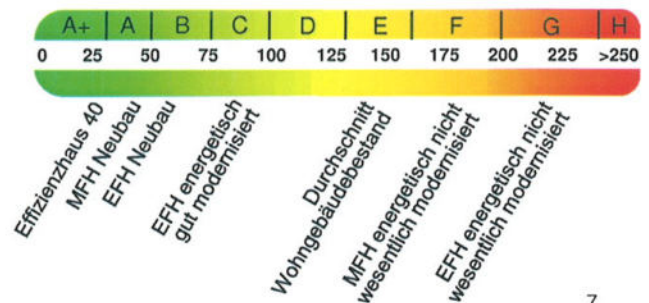 A+ A B C D E F G H
0 25 50 75 100 125 150 175 200 225 >250
Effizienzhaus 40
MFH Neubau
EFH Neubau
EFH energetisch
gut modernisiert
Durchschnitt
Wohngebäudebestand
MFH energetisch nicht
wesentlich modernisiert
EFH energetisch nicht
wesentlich modernisiert
7